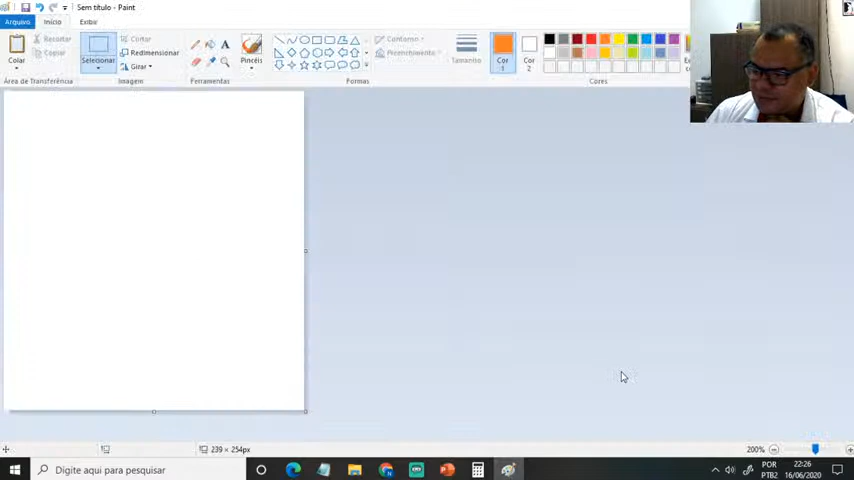 Sem título - Paint
Arquivo Início Exibir
Colar
Recortar
Copiar
Área de Transferência
Selecionar
Cortar
Redimensionar
Girar
Imagem
Ferramentas
Pincéis
Formas
Contorno
Preenchimento
Tamanho
Cor 1
Cor 2
Cores
239 × 254px
200%
Digite aqui para pesquisar
POR
PTB2
22:26
16/06/2020